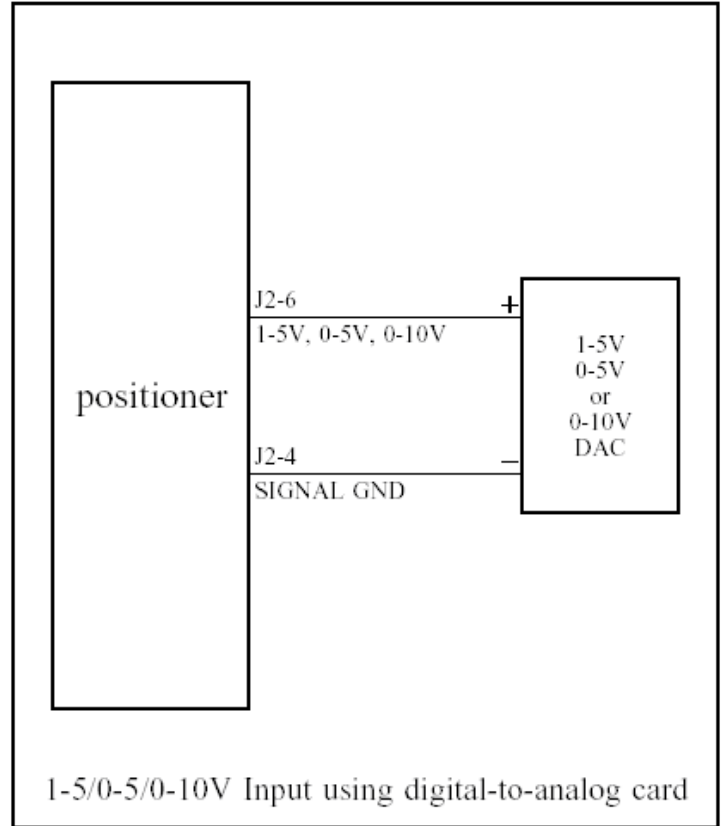 J2-6
+
1-5V, 0-5V, 0-10V
1-5V
0-5V
or
0-10V
DAC
positioner
J2-4
–
SIGNAL GND
1-5/0-5/0-10V Input using digital-to-analog card